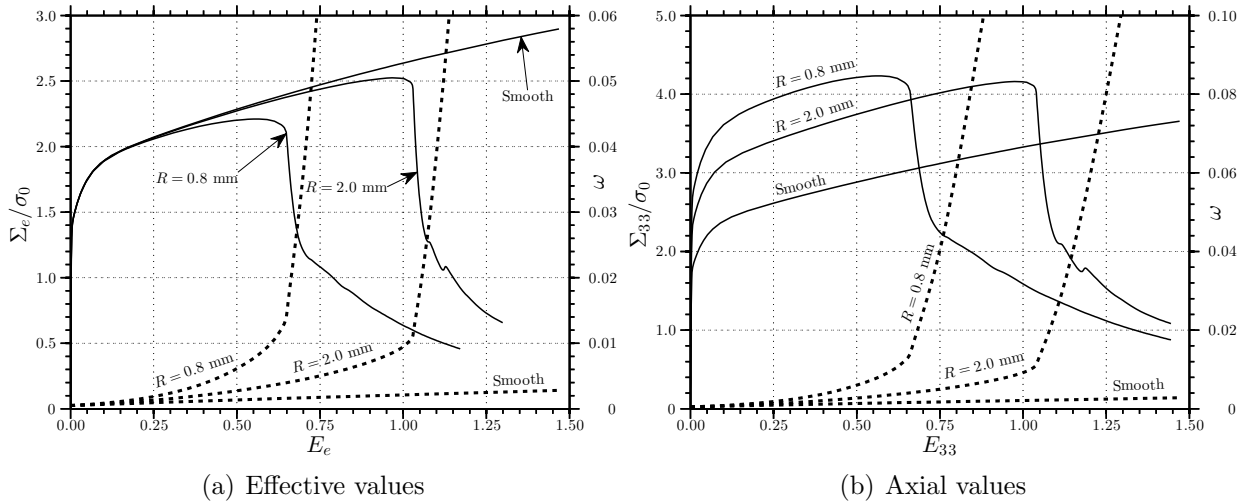 3.0
2.5
2.0
1.5
1.0
0.5
0
Σe/σ0
0.06
0.05
0.04
0.03
0.02
0.01
0
ω
Smooth
R = 0.8 mm
R = 2.0 mm
R = 0.8 mm
R = 2.0 mm
Smooth
0.00 0.25 0.50 0.75 1.00 1.25 1.50
Ee
(a) Effective values
5.0
4.0
3.0
2.0
1.0
0
Σ33/σ0
0.10
0.08
0.06
0.04
0.02
0
ω
R = 0.8 mm
R = 2.0 mm
Smooth
R = 0.8 mm
R = 2.0 mm
Smooth
0.00 0.25 0.50 0.75 1.00 1.25 1.50
E33
(b) Axial values